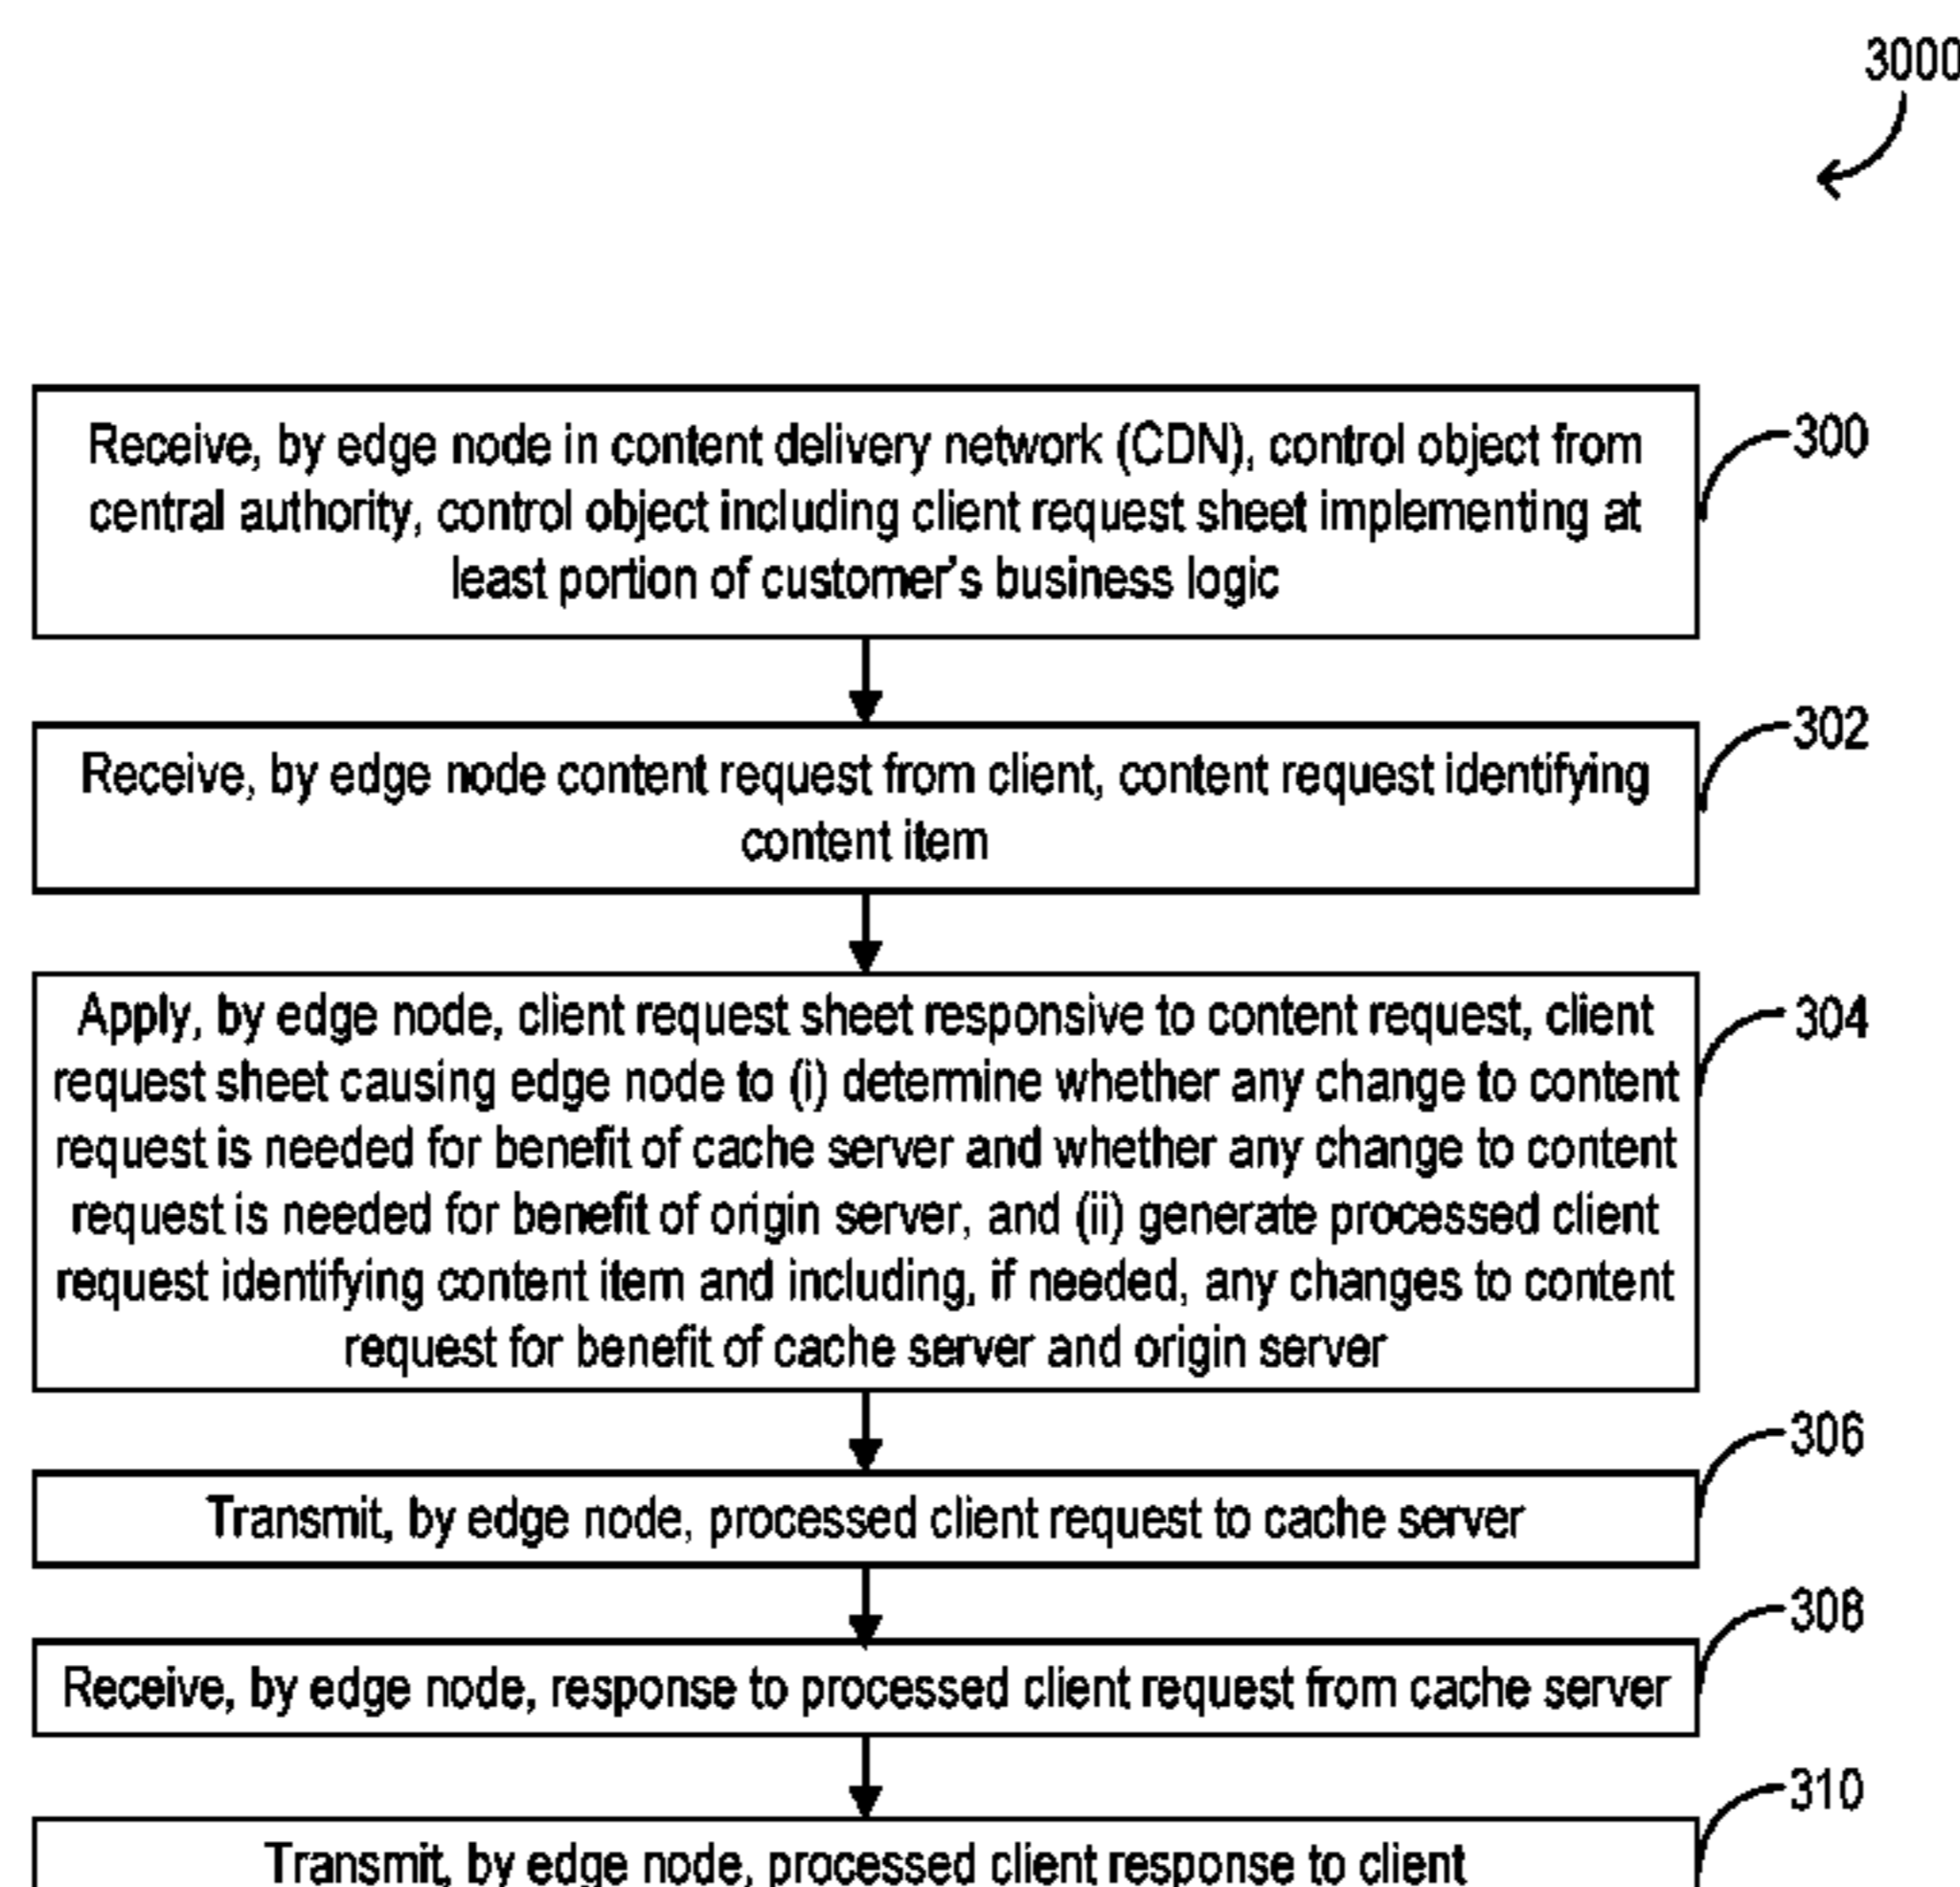 3000
Receive, by edge node in content delivery network (CDN), control object from
central authority, control object including client request sheet implementing at
least portion of customer's business logic
300
Receive, by edge node content request from client, content request identifying
content item
302
Apply, by edge node, client request sheet responsive to content request, client
request sheet causing edge node to (i) determine whether any change to content
request is needed for benefit of cache server and whether any change to content
request is needed for benefit of origin server, and (ii) generate processed client
request identifying content item and including, if needed, any changes to content
request for benefit of cache server and origin server
304
Transmit, by edge node, processed client request to cache server
306
Receive, by edge node, response to processed client request from cache server
308
Transmit, by edge node, processed client response to client
310